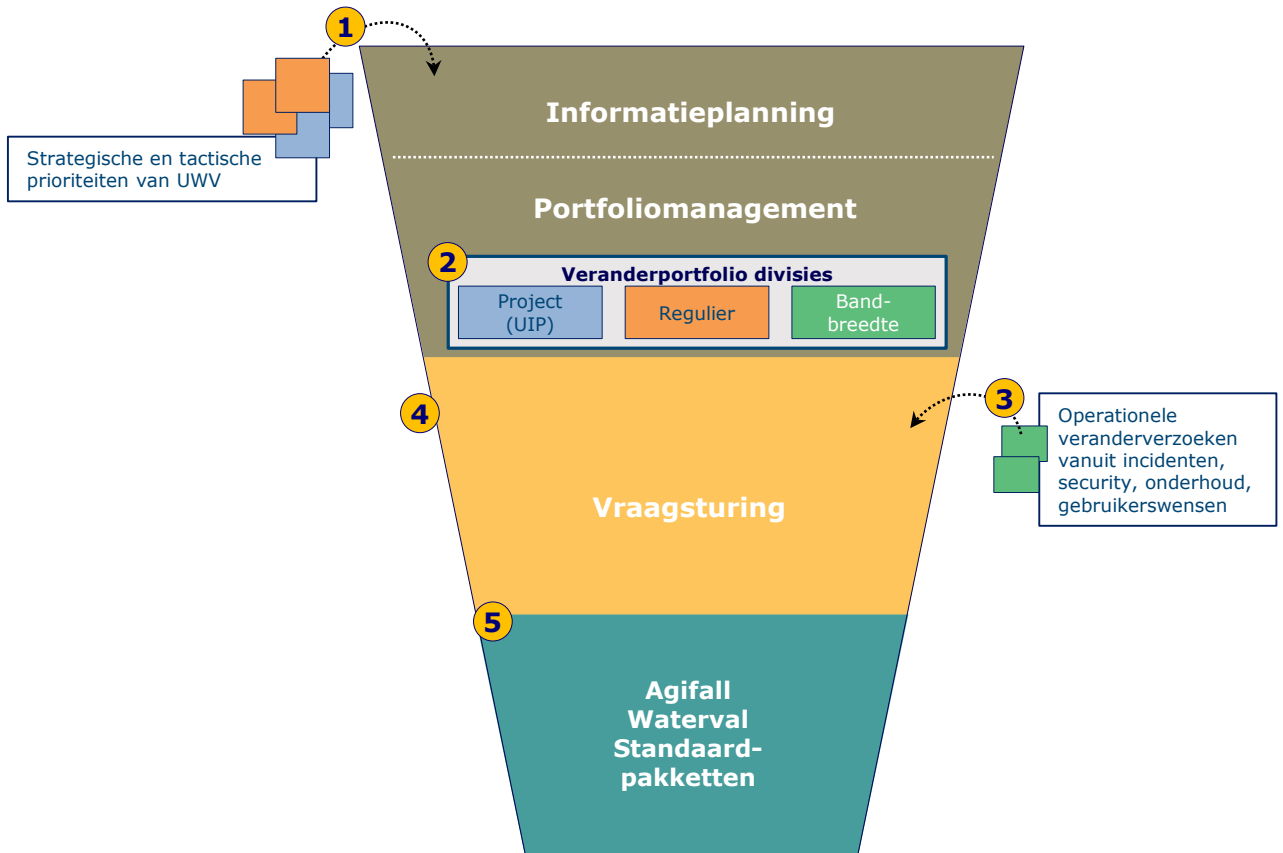 1
Informatieplanning
Strategische en tactische
prioriteiten van UWV
Portfoliomanagement
2
Veranderportfolio divisies
Project
(UIP)
Regulier
Band-
breedte
4
3
Operationele
veranderverzoeken
vanuit incidenten,
security, onderhoud,
gebruikerswensen
Vraagsturing
5
Agifall
Waterval
Standaard-
pakketten